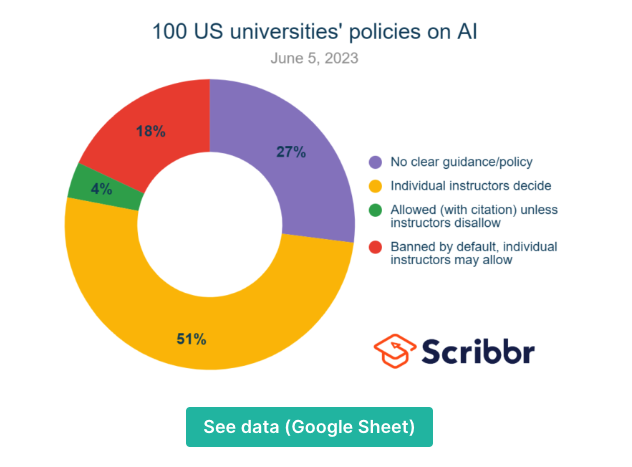 100 US universities' policies on AI
June 5, 2023
18%
27%
4%
51%
No clear guidance/policy
Individual instructors decide
Allowed (with citation) unless
instructors disallow
Banned by default, individual
instructors may allow
Scribbr
See data (Google Sheet)